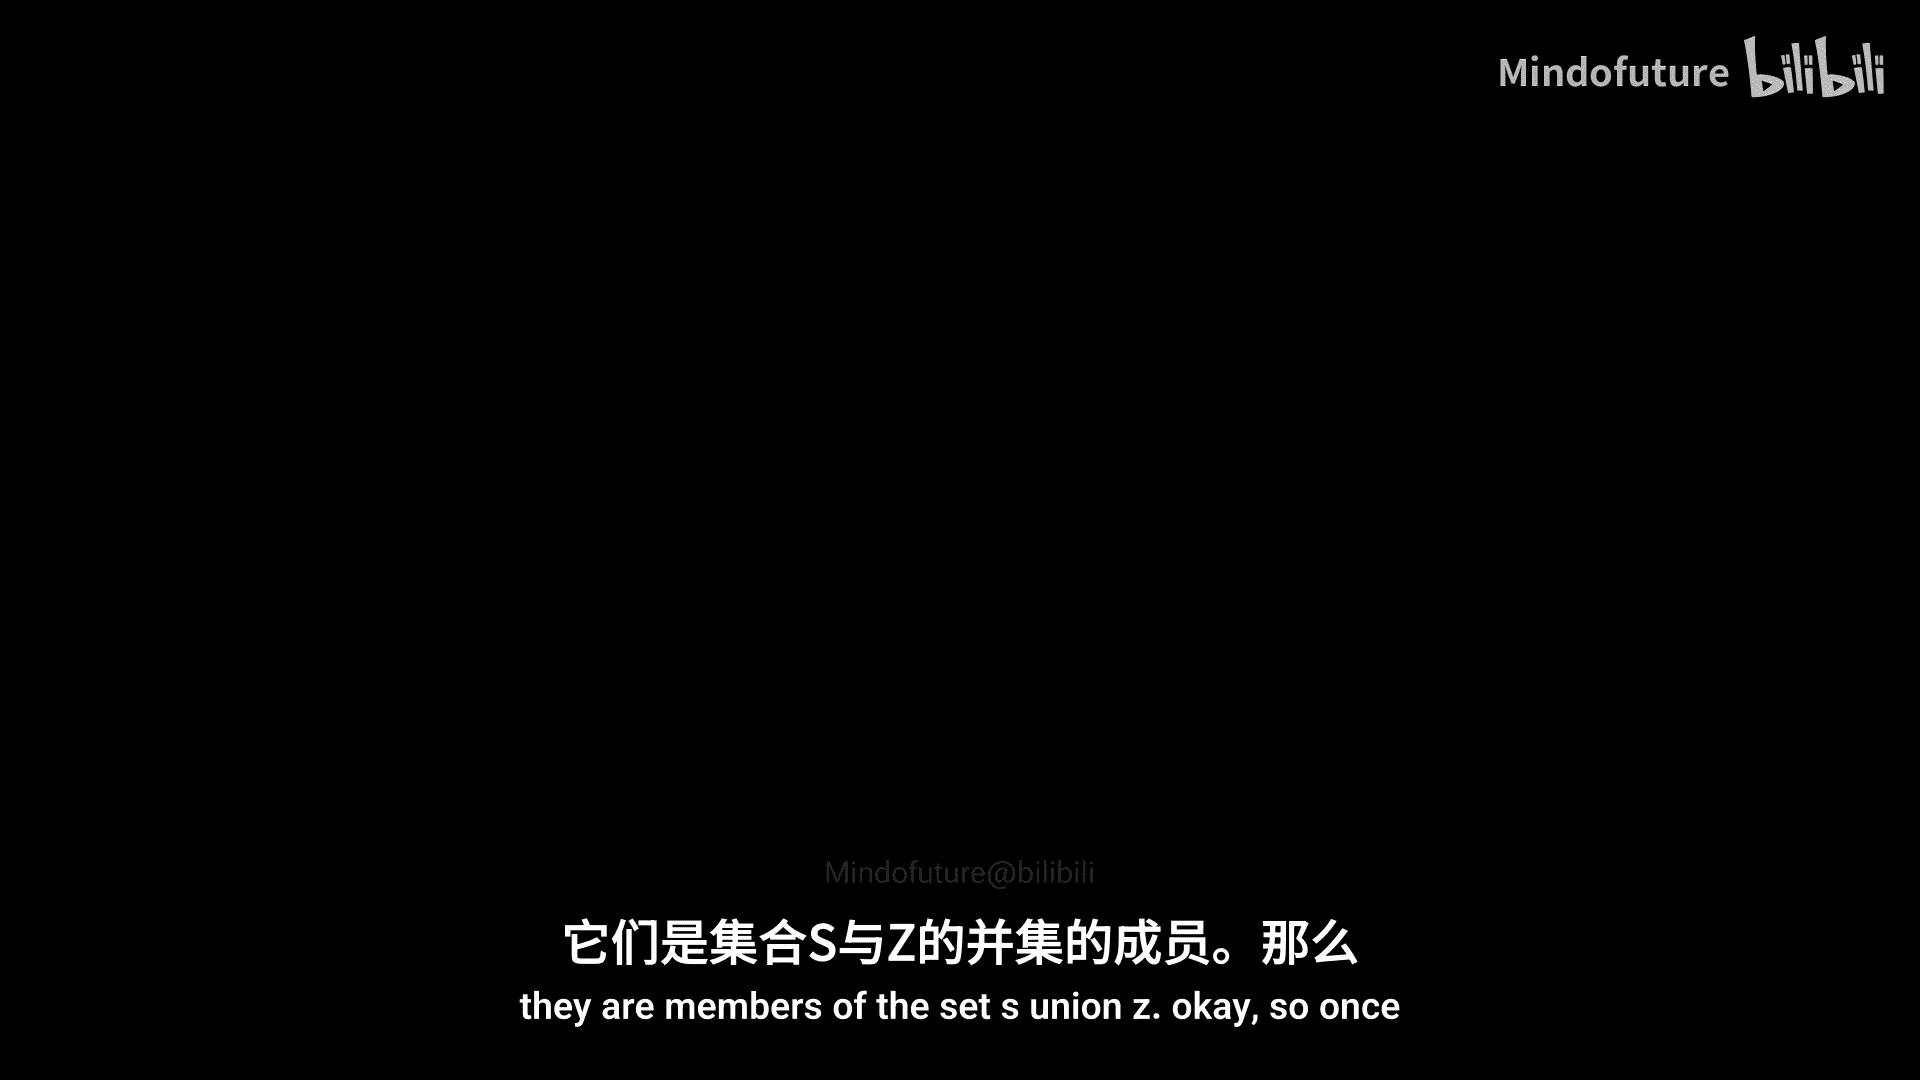 Mindofuture bilibili
Mindofuture@bilibili
它们是集合S与Z的并集的成员。那么
they are members of the set s union z. okay, so once